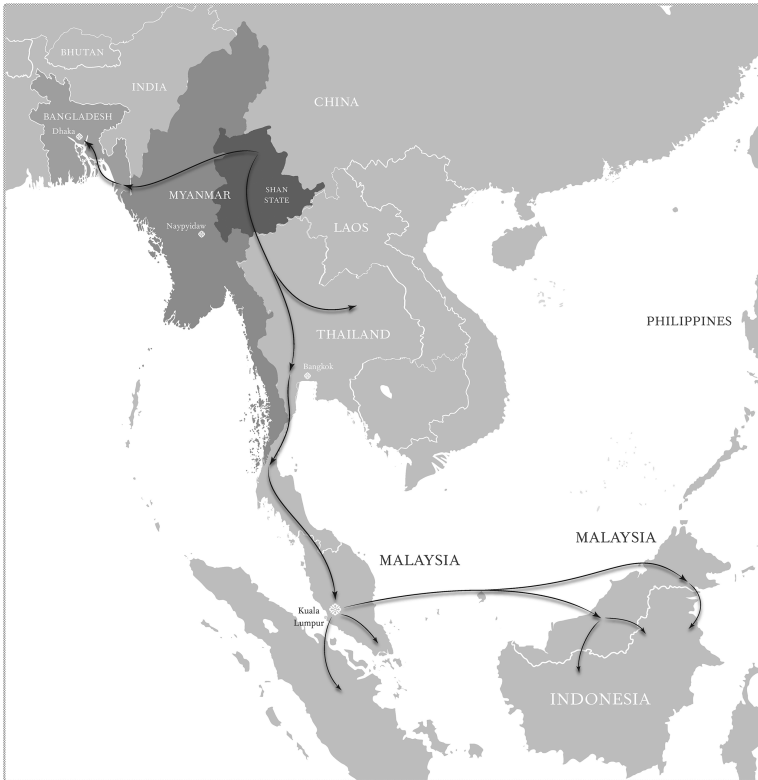 BHUTAN
INDIA
CHINA
BANGLADESH
Dhaka
MYANMAR
SHAN
STATE
Naypyidaw
LAOS
PHILIPPINES
THAILAND
Bangkok
MALAYSIA
MALAYSIA
Kuala
Lumpur
INDONESIA